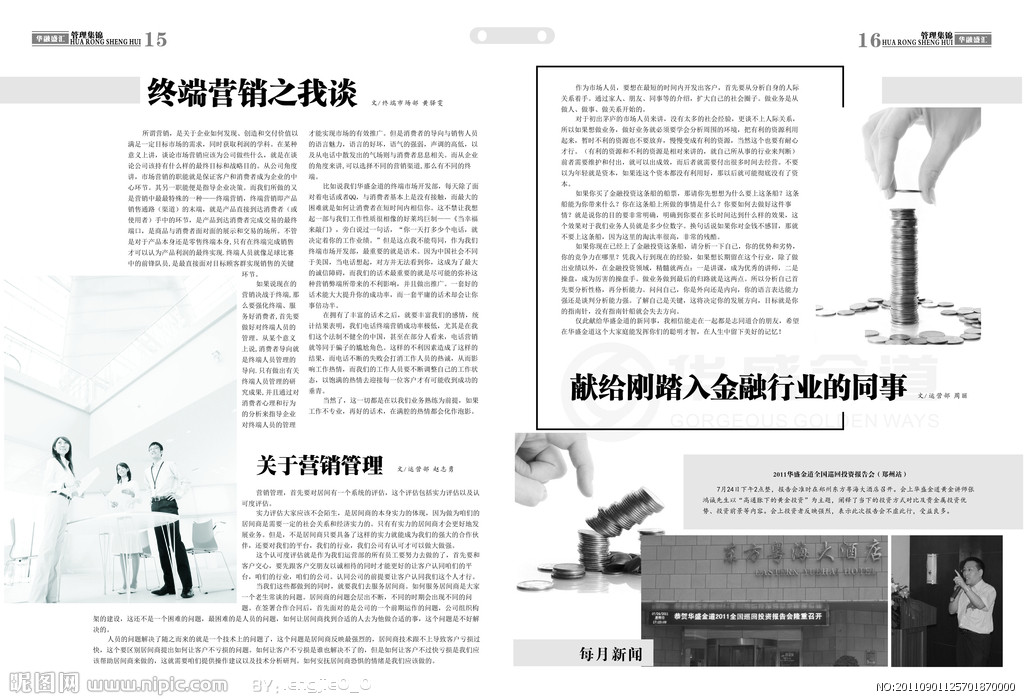 华融盛汇 管理集锦 HUA RONG SHENG HUI 15
终端营销之我谈
文/终端市场部 黄骄霓
所谓营销，是关于企业如何发现、创造和交付价值以
满足一定目标市场的需求，同时获取利润的学科。在某种
意义上讲，谈论市场营销应该为公司做些什么，就是在谈
论公司该持有什么样的最终目标和战略目的。从公司角度
讲，市场营销的职能就是保证客户和消费者成为企业的中
心环节。其另一职能便是指导企业决策。而我们所做的又
是营销中最最特殊的一种——终端营销，终端营销即产品
销售通路（渠道）的末端，就是产品直接到达消费者（或
使用者）手中的环节，是产品到达消费者完成交易的最终
端口，是商品与消费者面对面的展示和交易的场所。不管
是对于产品本身还是零售终端本身，只有在终端完成销售
才可以认为产品利润的最终实现。终端人员就像足球比赛
中的前锋队员，是最直接面对目标顾客群实现销售的关键
环节。
如果说现在的
营销决战于终端，那
么要强化终端、服
务好消费者，首先要
做好对终端人员的
管理。从某个意义
上说，消费者导向就
是终端人员管理的
导向。只有做出有关
终端人员管理的研
究成果，并且通过对
消费者心理和行为
的分析来指导企业
对终端人员的管理
才能实现市场的有效推广。但是消费者的导向与销售人员
的语言魅力，语言的好坏，语气的强弱，声调的高低，以
及从电话中散发出的气场则与消费者息息相关。而从企业
的角度来讲，可以选择不同的营销渠道，那么有不同的终
端。
比如说我们华盛金道的终端市场开发部，每天除了面
对着电话或者QQ，与消费者基本上是没有接触，而最大的
困难就是如何让消费者在短时间内相信你。这不禁让我想
起一部与我们工作性质很相像的好莱坞巨制——《当幸福
来敲门》，旁白说过一句话，“你一天打多少个电话，就
决定着你的工作业绩。”但是这点我不能苟同，作为我们
终端市场开发部，最重要的就是话术。因为中国社会不同
于美国，当电话想起，对方并无法看到你，这成为了最大
的诚信障碍，而我们的话术最重要的就是尽可能的弥补这
种营销弊端所带来的不利影响，并且做出推广。一套好的
话术能大大提升你的成功率，而一套平庸的话术却会让你
事倍功半。
在拥有了丰富的话术之后，就要丰富我们的感情，统
计结果表明，我们电话终端营销成功率极低，尤其是在我
们这个法制不健全的中国，甚至在部分人看来，电话营销
就等同于骗子的尴尬角色。这样的不利因素造成了这样的
结果，而电话不断的失败会打消工作人员的热诚，从而影
响工作热情，而我们的工作人员要不断调整自己的工作状
态，以饱满的热情去迎接每一位客户才有可能收到成功的
垂青。
当然了，这一切都是在以我们业务熟练为前提，如果
工作不专业，再好的话术，在满腔的热情都会化作泡影。
关于营销管理
文/运营部 赵志勇
营销管理，首先要对居间有一个系统的评估，这个评估包括实力评估以及认
可度评估。
实力评估大家应该不会陌生，是居间商的本身实力的体现，因为做为咱们的
居间商是需要一定的社会关系和经济实力的。只有有实力的居间商才会更好地发
展业务。但是，不是居间商只要具备了这样的实力就能成为我们的强大的合作伙
伴，还要对我们的平台，我们的行业，我们公司有认可才可以做大做强。
这个认可度评估就是作为我们运营部的所有员工要努力去做的了，首先要和
客户交心，要先跟客户交朋友以诚相待的同时才能更好的让客户认同咱们的平
台，咱们的行业，咱们的公司。认同公司的前提要让客户认同我们这个人才行。
当我们这些都做到的同时，就要我们去服务居间商。如何服务居间商是大家
一个老生常谈的问题。居间商的问题会层出不断，不同的时期会出现不同的问
题。在签署合作合同后，首先面对的是公司的一个前期运作的问题，公司组织构
架的建设，这还不是一个困难的问题，最困难的是人员的问题，如何让居间商找到合适的人去为他做合适的事，这个问题是不好解
决的。
人员的问题解决了随之而来的就是一个技术上的问题了，这个问题是居间商反映最强烈的，居间商技术跟不上导致客户亏损过
快，这个要区别居间商提出如何让客户不亏损的问题。如何让客户不亏损是谁也解决不了的，但是如何让客户不过快亏损是我们应
该帮助居间商来做的，这就需要咱们提供操作建议以及技术分析研判。如何安抚居间商恐惧的情绪是我们应该做的。
16 管理集锦 HUA RONG SHENG HUI 华融盛汇
作为市场人员，要想在最短的时间内开发出客户，首先要从分析自身的人际
关系着手。通过家人、朋友、同事等的介绍，扩大自己的社会圈子。做业务是从
做人、做事、做关系开始的。
对于初出茅庐的市场人员来讲，没有太多的社会经验，更谈不上人际关系。
所以如果想做业务，做好业务就必须要学会分析周围的环境，把有利的资源利用
起来，暂时不利的资源也不要放弃，慢慢变成有利的资源，当然这个也要有耐心
才行。（有利的资源和不利的资源是相对来讲的，就自己所从事的行业来判断）
前者需要维护和付出，就可以出成效，而后者就需要付出很多时间去经营。不要
以为年轻就是资本，如果连这个资本都没有利用好，那以后就可能彻底没有了资
本。
如果你买了金融投资这条船的船票，那请你先想想为什么要上这条船？这条
船能为你带来什么？你在这条船上所做的事情是什么？你要如何去做好这件事
情？就是说你的目的要非常明确，明确到你要在多长时间达到什么样的效果，这
个效果对于我们业务人员就是多少位数字。换句话说如果你对金钱不感冒，那就
不要上这条船，因为这里的淘汰率很高，非常的残酷。
如果你现在已经上了金融投资这条船，请分析一下自己，你的优势和劣势，
你的竞争力在哪里？凭我入行到现在的经验，如果想长期留在这个行业，除了做
出业绩以外，在金融投资领域，精髓就两点：一是讲课，成为优秀的讲师，二是
操盘，成为厉害的操盘手。做业务做到最后的归路就是这两点。所以分析自己首
先要分析性格，再分析能力。问问自己，你是外向还是内向，你的语言表达能力
强还是谈判分析能力强。了解自己是关键，这将决定你的发展方向，目标就是你
的指南针，没有指南针船就会失去方向。
仅此献给华盛金道的新同事，我相信能走在一起都是志同道合的朋友，希望
在华盛金道这个大家庭能发挥你们的聪明才智，在人生中留下美好的记忆！
华盛金道
GORGEOUS GOLDEN WAYS
献给刚踏入金融行业的同事
文/运营部 周丽
2011华盛金道全国巡回投资报告会（郑州站）
7月24日下午2点整，报告会准时在郑州东方粤海大酒店召开。会上华盛金道黄金讲师张
鸿诚先生以“高通胀下的黄金投资”为主题，阐释了当下的投资方式对比及贵金属投资优
势、投资前景等内容。会上投资者反映强烈，表示此次报告会不虚此行，受益良多。
东方粤海大酒店
EASTERN YUEHAI HOTEL
恭贺华盛金道2011全国巡回投资报告会隆重召开
每月新闻
昵图网 www.nipic.com
BY: engjie0_0
NO:20110901125701870000